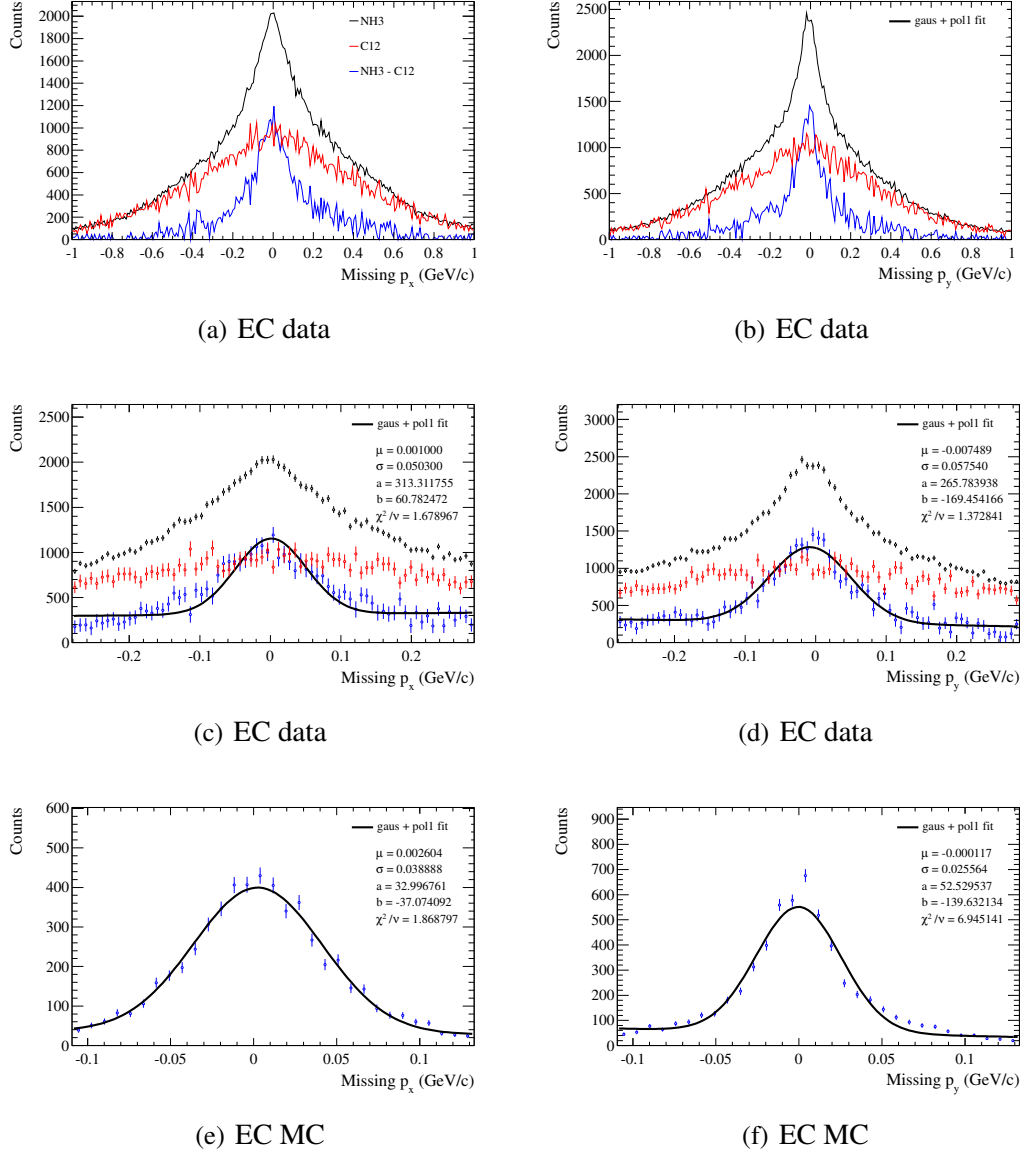 Counts
2000
1800
1600
1400
1200
1000
800
600
400
200
0
NH3
C12
NH3 - C12
-1 -0.8 -0.6 -0.4 -0.2 0 0.2 0.4 0.6 0.8 1
Missing p_x (GeV/c)
(a) EC data
Counts
2500
2000
1500
1000
500
0
gaus + pol1 fit
-1 -0.8 -0.6 -0.4 -0.2 0 0.2 0.4 0.6 0.8 1
Missing p_y (GeV/c)
(b) EC data
Counts
2500
2000
1500
1000
500
0
gaus + pol1 fit
μ = 0.001000
σ = 0.050300
a = 313.311755
b = 60.782472
χ²/ν = 1.678967
-0.2 -0.1 0 0.1 0.2
Missing p_x (GeV/c)
(c) EC data
Counts
3000
2500
2000
1500
1000
500
0
gaus + pol1 fit
μ = -0.007489
σ = 0.057540
a = 265.783938
b = -169.454166
χ²/ν = 1.372841
-0.2 -0.1 0 0.1 0.2
Missing p_y (GeV/c)
(d) EC data
Counts
600
500
400
300
200
100
0
gaus + pol1 fit
μ = 0.002604
σ = 0.038888
a = 32.996761
b = -37.074092
χ²/ν = 1.868797
-0.1 -0.05 0 0.05 0.1
Missing p_x (GeV/c)
(e) EC MC
Counts
900
800
700
600
500
400
300
200
100
0
gaus + pol1 fit
μ = -0.000117
σ = 0.025564
a = 52.529537
b = -139.632134
χ²/ν = 6.945141
-0.1 -0.05 0 0.05 0.1
Missing p_y (GeV/c)
(f) EC MC